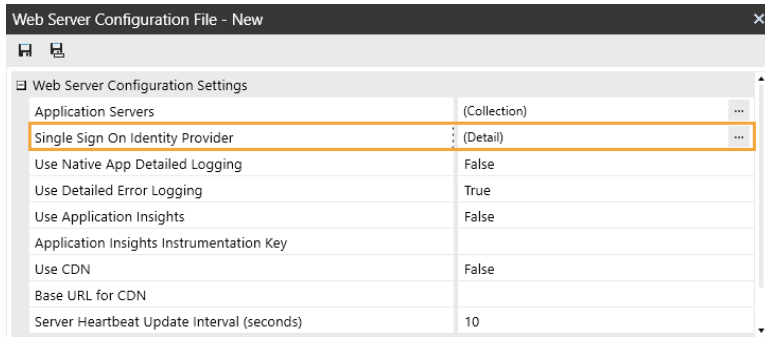 Web Server Configuration File - New
Web Server Configuration Settings
Application Servers (Collection) ...
Single Sign On Identity Provider (Detail) ...
Use Native App Detailed Logging False
Use Detailed Error Logging True
Use Application Insights False
Application Insights Instrumentation Key
Use CDN False
Base URL for CDN
Server Heartbeat Update Interval (seconds) 10